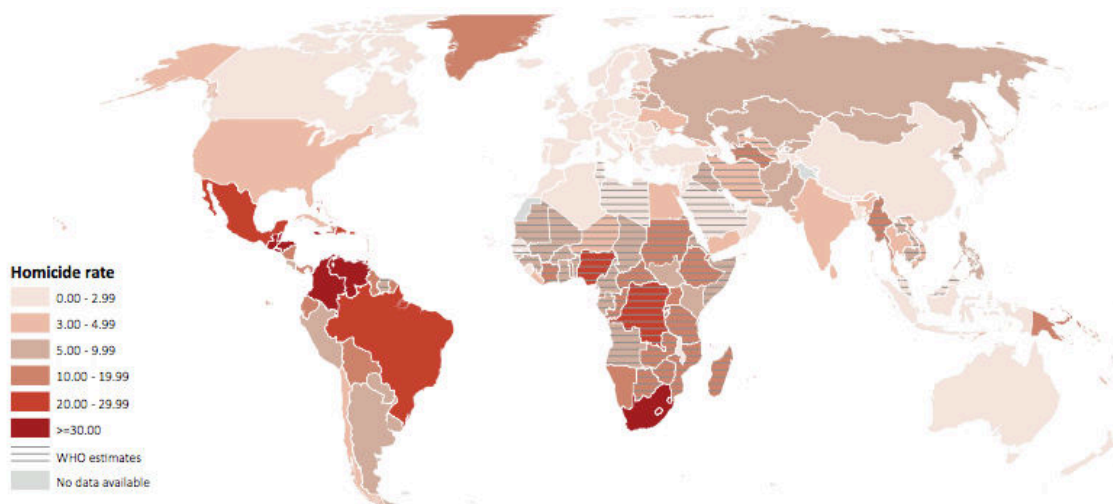 Homicide rate
0.00 - 2.99
3.00 - 4.99
5.00 - 9.99
10.00 - 19.99
20.00 - 29.99
>=30.00
WHO estimates
No data available